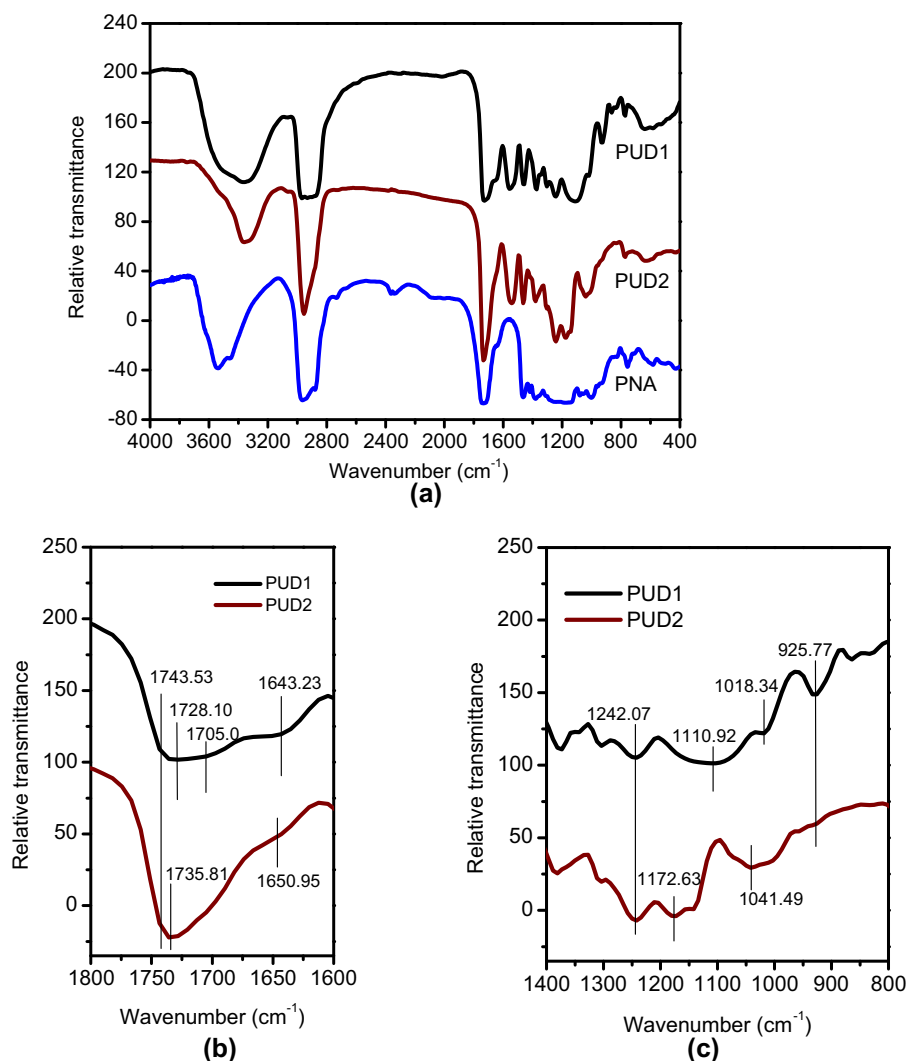 240
200
160
120
80
40
0
-40
-80
Relative transmittance
PUD1
PUD2
PNA
4000 3600 3200 2800 2400 2000 1600 1200 800 400
Wavenumber (cm⁻¹)
(a)
250
200
150
100
50
0
Relative transmittance
PUD1
PUD2
1743.53
1728.10
1705.0
1643.23
1735.81
1650.95
1800 1750 1700 1650 1600
Wavenumber (cm⁻¹)
(b)
250
200
150
100
50
0
Relative transmittance
PUD1
PUD2
925.77
1018.34
1242.07
1110.92
1172.63
1041.49
1400 1300 1200 1100 1000 900 800
Wavenumber (cm⁻¹)
(c)